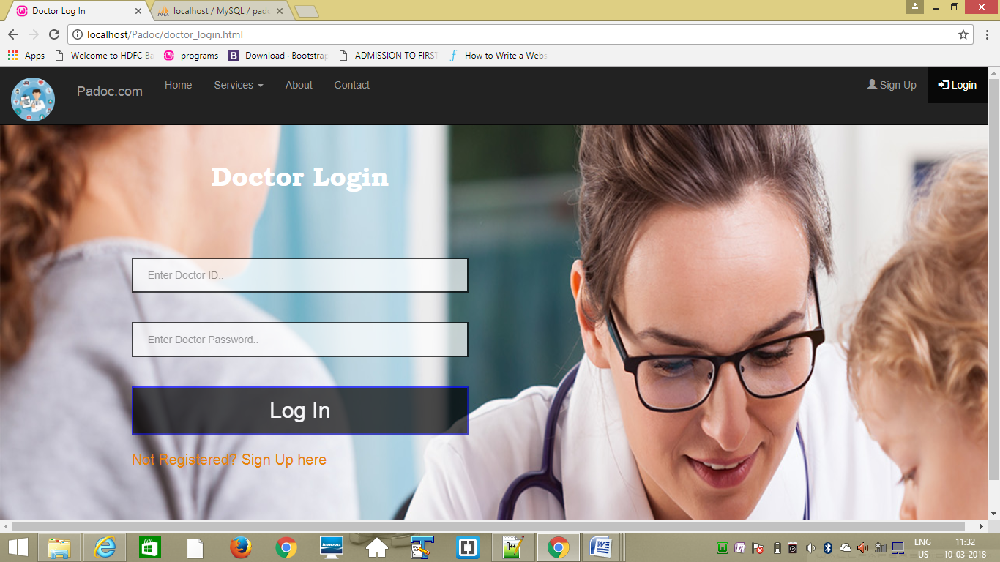 Doctor Log In
localhost / MySQL / pado
localhost/Padoc/doctor_login.html
Apps
Welcome to HDFC Ba
programs
B
Download · Bootstrap
ADMISSION TO FIRST
How to Write a Webs
Padoc.com
Home
Services
About
Contact
Sign Up
Login
Doctor Login
Enter Doctor ID..
Enter Doctor Password..
Log In
Not Registered? Sign Up here
lenovo
ENG
US
11:32
10-03-2018